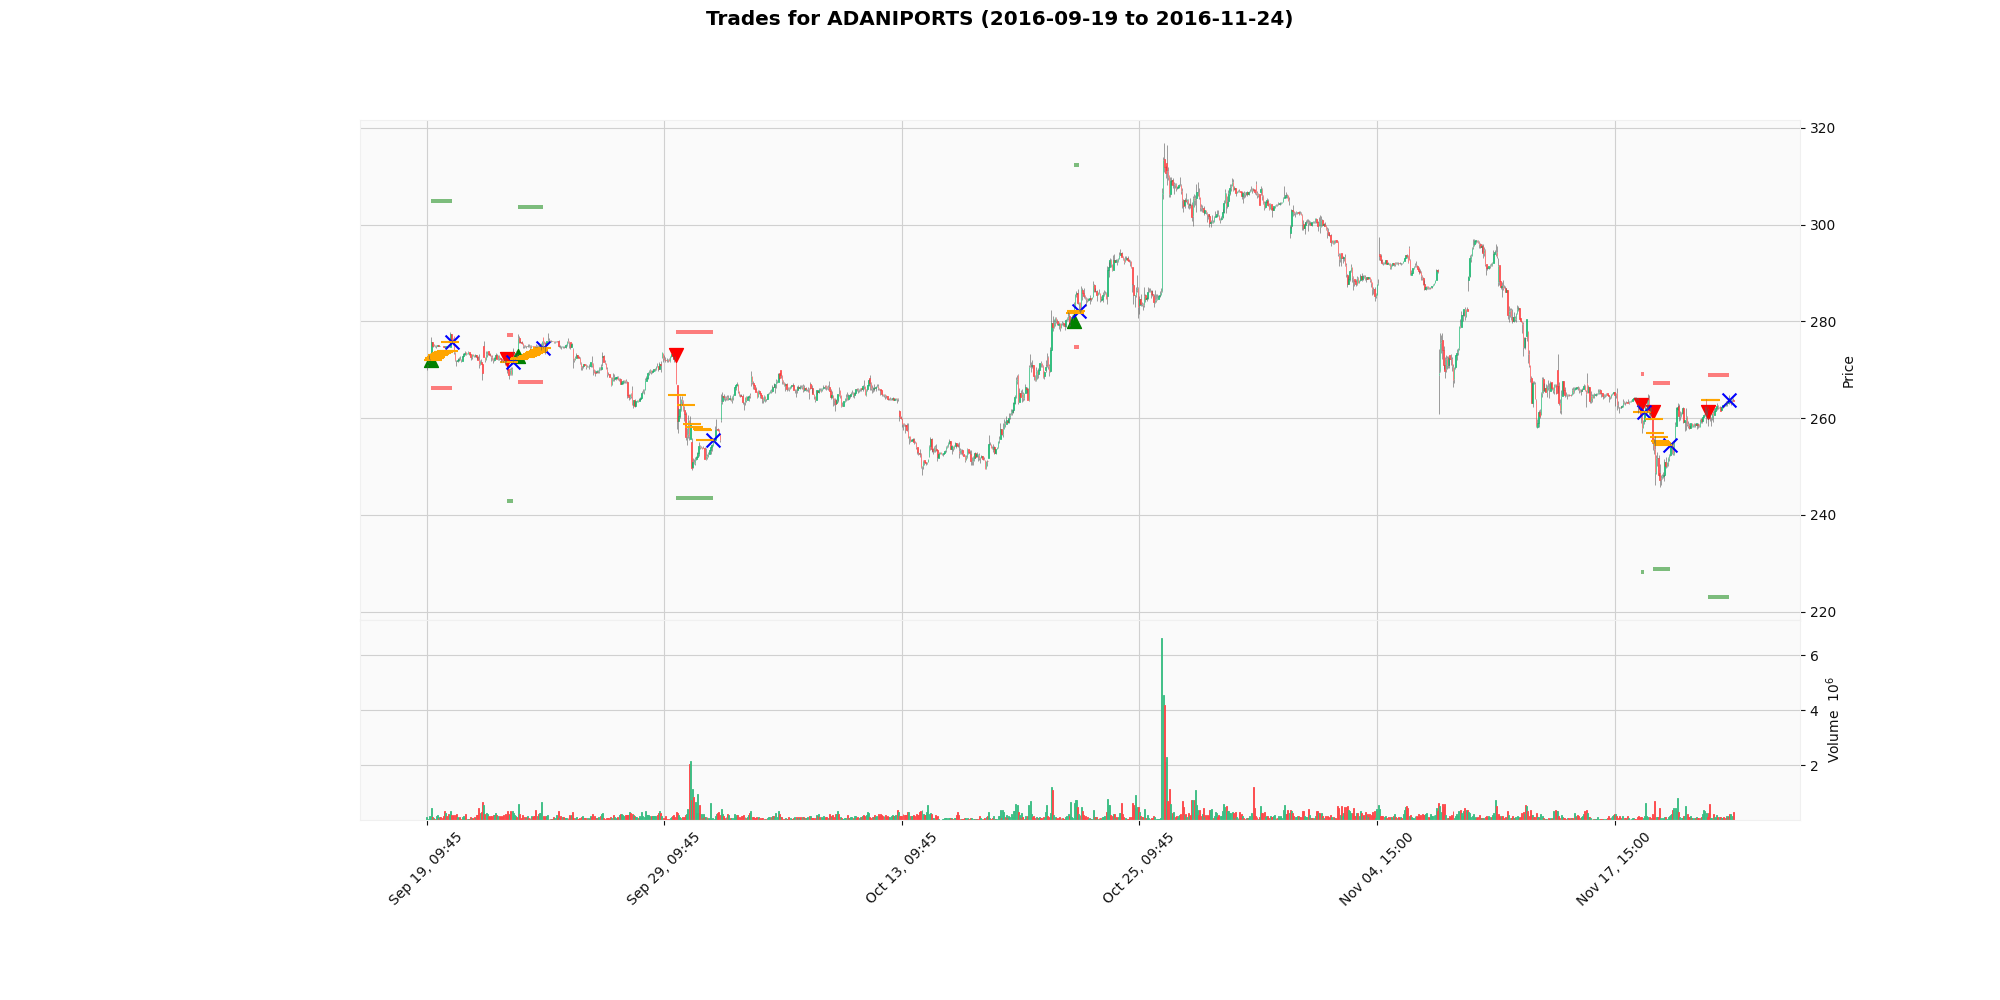 Trades for ADANIPORTS (2016-09-19 to 2016-11-24)
320
300
280
260
240
220
Price
6
4
2
Volume 10⁶
Sep 19, 09:45
Sep 29, 09:45
Oct 13, 09:45
Oct 25, 09:45
Nov 04, 15:00
Nov 17, 15:00